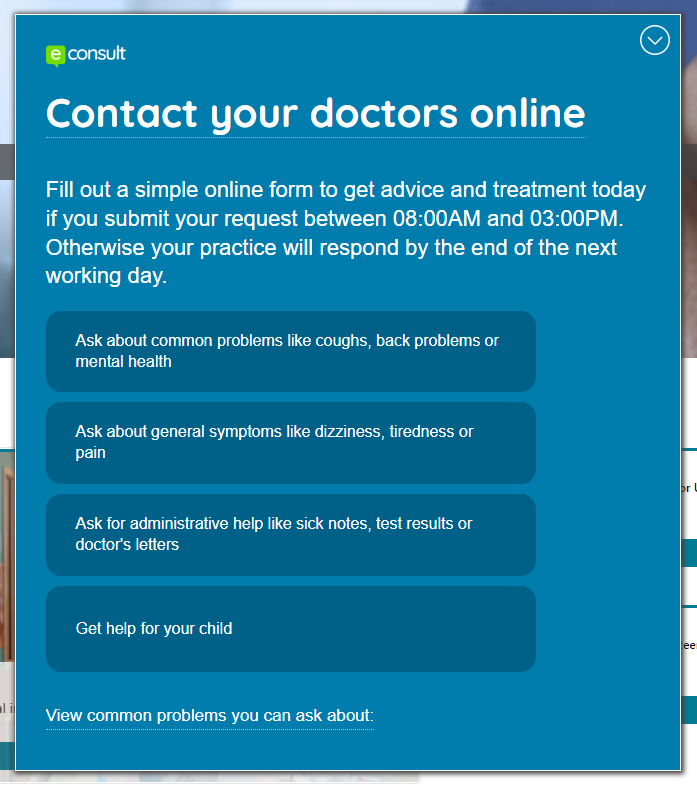 e consult
Contact your doctors online
Fill out a simple online form to get advice and treatment today
if you submit your request between 08:00AM and 03:00PM.
Otherwise your practice will respond by the end of the next
working day.
Ask about common problems like coughs, back problems or
mental health
Ask about general symptoms like dizziness, tiredness or
pain
Ask for administrative help like sick notes, test results or
doctor's letters
Get help for your child
View common problems you can ask about: